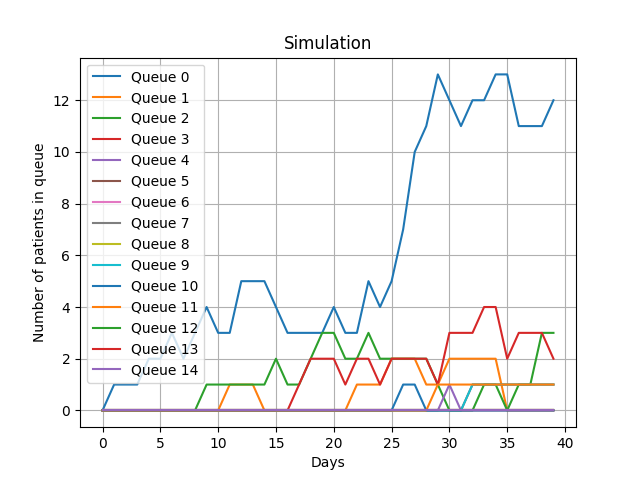 Simulation
Number of patients in queue
12
10
8
6
4
2
0
Queue 0
Queue 1
Queue 2
Queue 3
Queue 4
Queue 5
Queue 6
Queue 7
Queue 8
Queue 9
Queue 10
Queue 11
Queue 12
Queue 13
Queue 14
0 5 10 15 20 25 30 35 40
Days